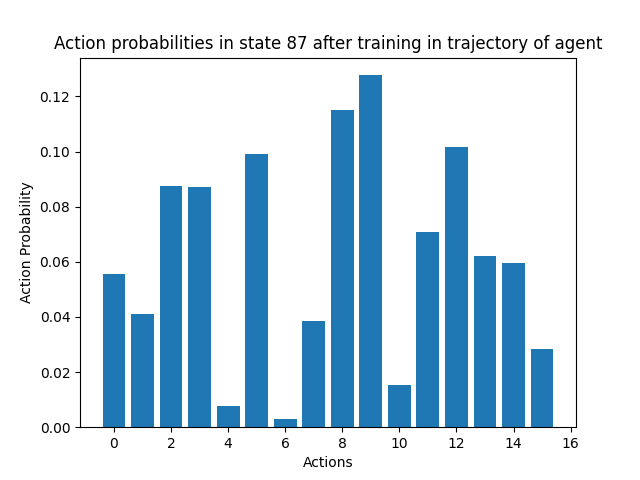 Action probabilities in state 87 after training in trajectory of agent
0.12
0.10
0.08
0.06
0.04
0.02
0.00
Action Probability
0 2 4 6 8 10 12 14 16
Actions